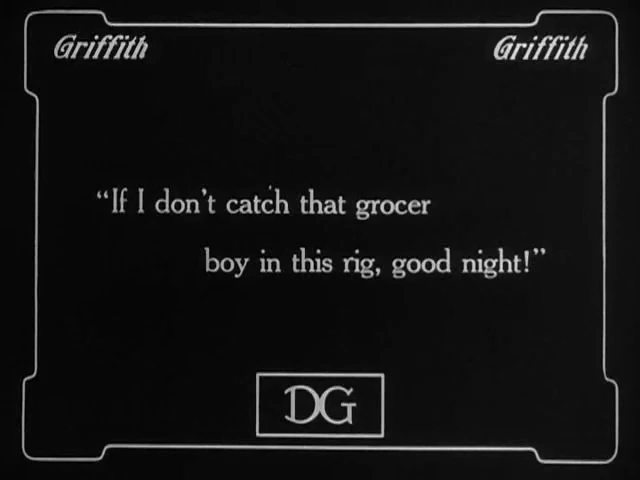 Griffith Griffith
“If I don't catch that grocer
boy in this rig, good night!”
DG